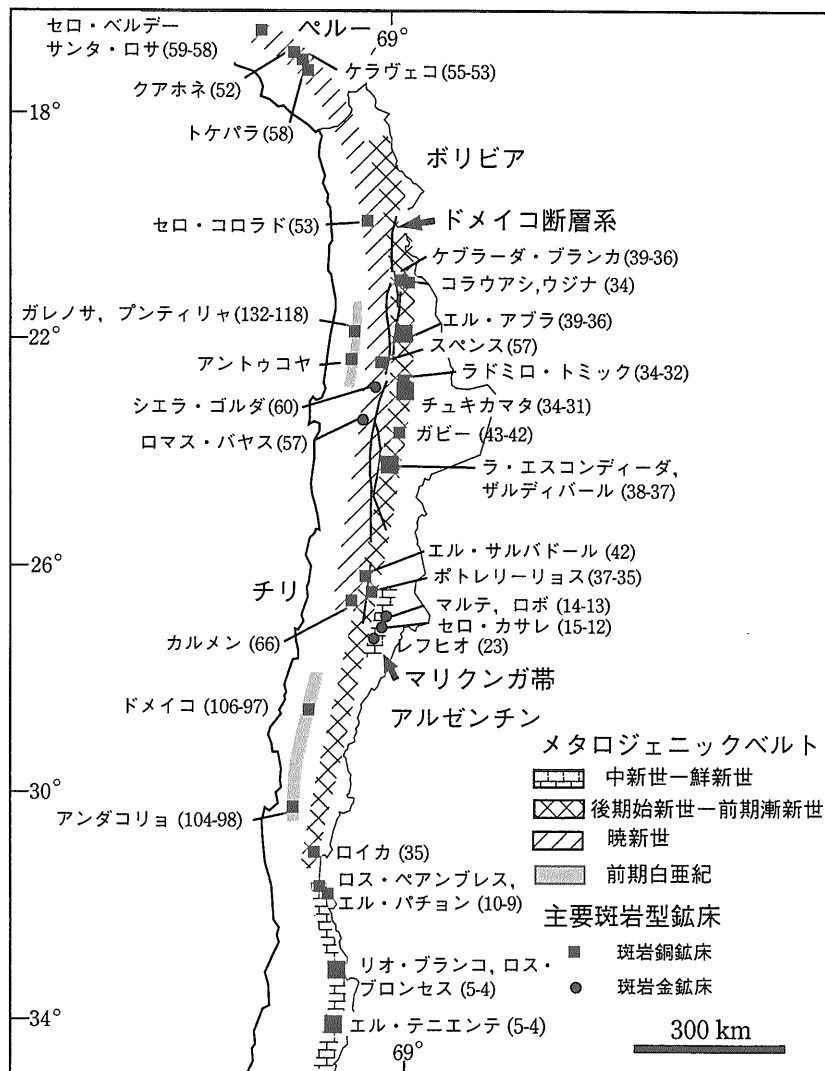 ペルー
69°
セロ・ベルデー
サンタ・ロサ (59-58)
ケラヴェコ (55-53)
クアホネ (52)
トケパラ (58)
18°
ボリビア
セロ・コロラド (53)
ドメイコ断層系
ケブラーダ・ブランカ (39-36)
コラウアシ,ウジナ (34)
ガレノサ，プンティリャ (132-118)
22°
エル・アブラ (39-36)
スペンス (57)
アントゥコヤ
ラドミロ・トミック (34-32)
シエラ・ゴルダ (60)
チュキカマタ (34-31)
ロマス・バヤス (57)
ガビー (43-42)
ラ・エスコンディーダ，
ザルディバール (38-37)
26°
エル・サルバドール (42)
ポトレリーリョス (37-35)
チリ
マルテ，ロボ (14-13)
セロ・カサレ (15-12)
カルメン (66)
レフヒオ (23)
マリクンガ帯
ドメイコ (106-97)
アルゼンチン
30°
アンダコリョ (104-98)
ロイカ (35)
ロス・ペアンブレス，
エル・パチョン (10-9)
リオ・ブランコ，ロス・
ブロンセス (5-4)
34°
エル・テニエンテ (5-4)
69°
メタロジェニックベルト
中新世ー鮮新世
後期始新世ー前期漸新世
暁新世
前期白亜紀
主要斑岩型鉱床
斑岩銅鉱床
斑岩金鉱床
300 km